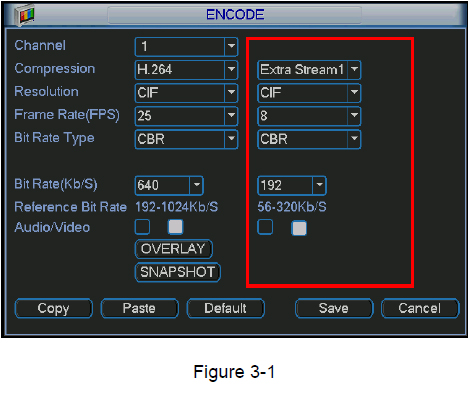 ENCODE
Channel 1
Compression H.264 Extra Stream1
Resolution CIF CIF
Frame Rate(FPS) 25 8
Bit Rate Type CBR CBR
Bit Rate(Kb/S) 640 192
Reference Bit Rate 192-1024Kb/S 56-320Kb/S
Audio/Video
OVERLAY
SNAPSHOT
Copy Paste Default Save Cancel
Figure 3-1